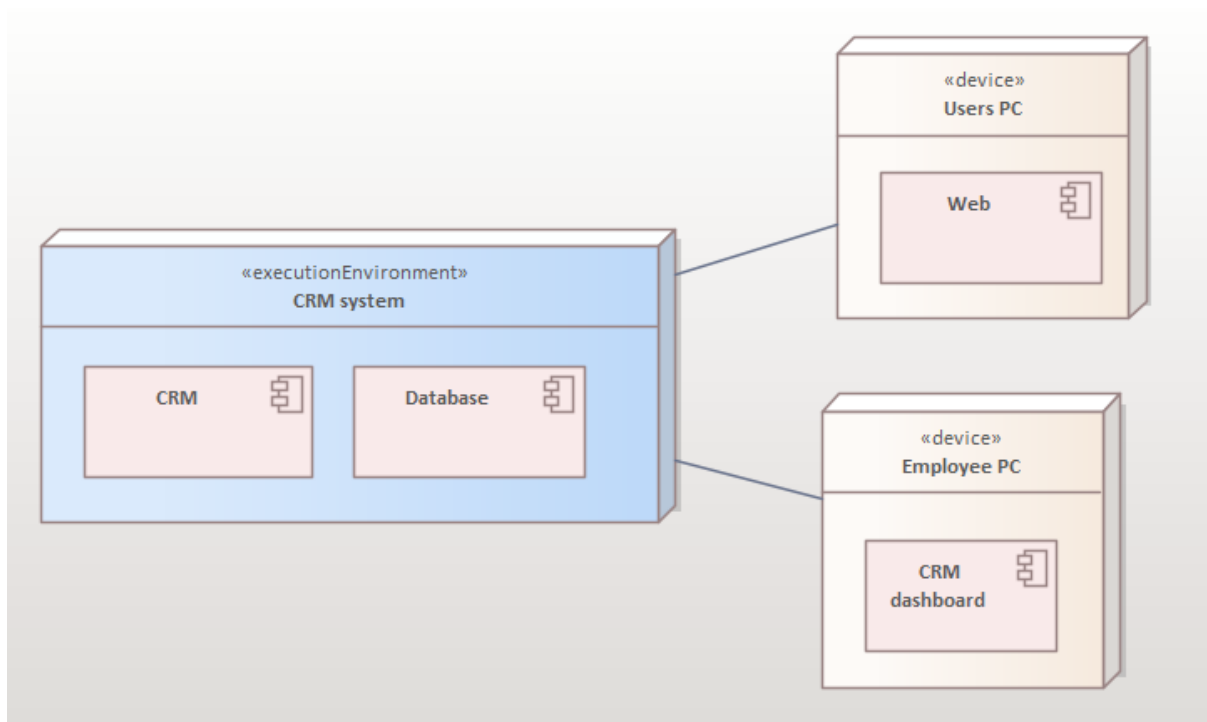 «executionEnvironment»
CRM system
CRM
Database
«device»
Users PC
Web
«device»
Employee PC
CRM
dashboard